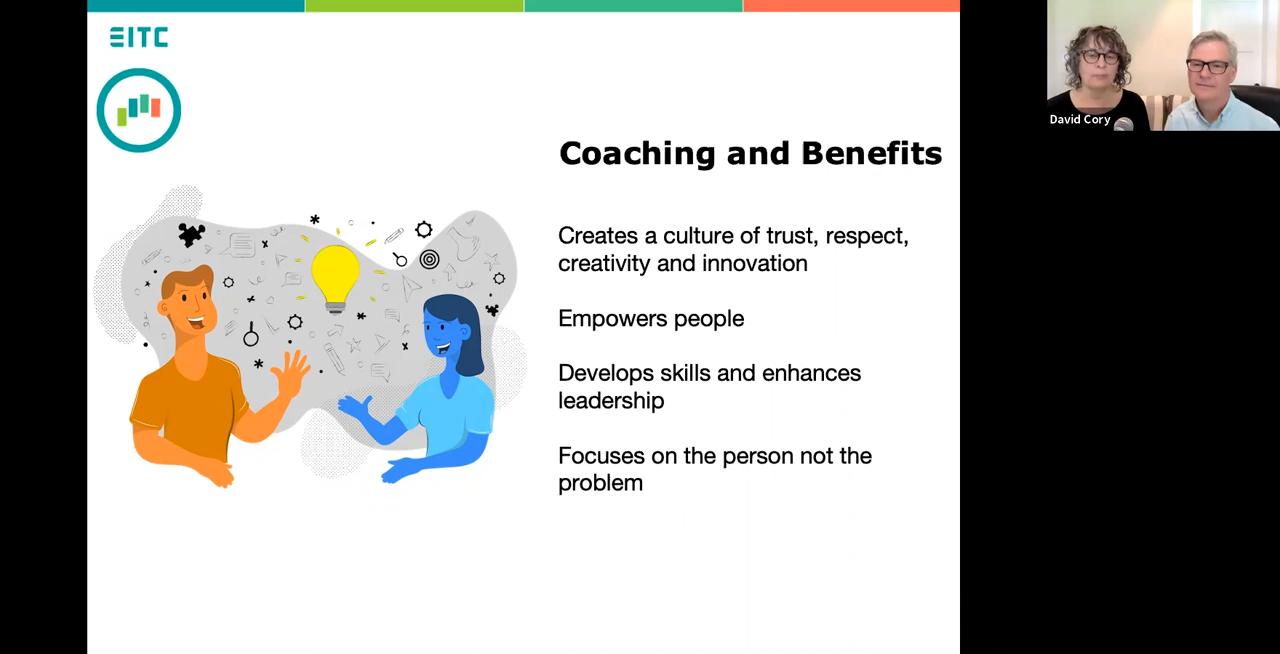 EITC
David Cory
Coaching and Benefits
Creates a culture of trust, respect,
creativity and innovation
Empowers people
Develops skills and enhances
leadership
Focuses on the person not the
problem